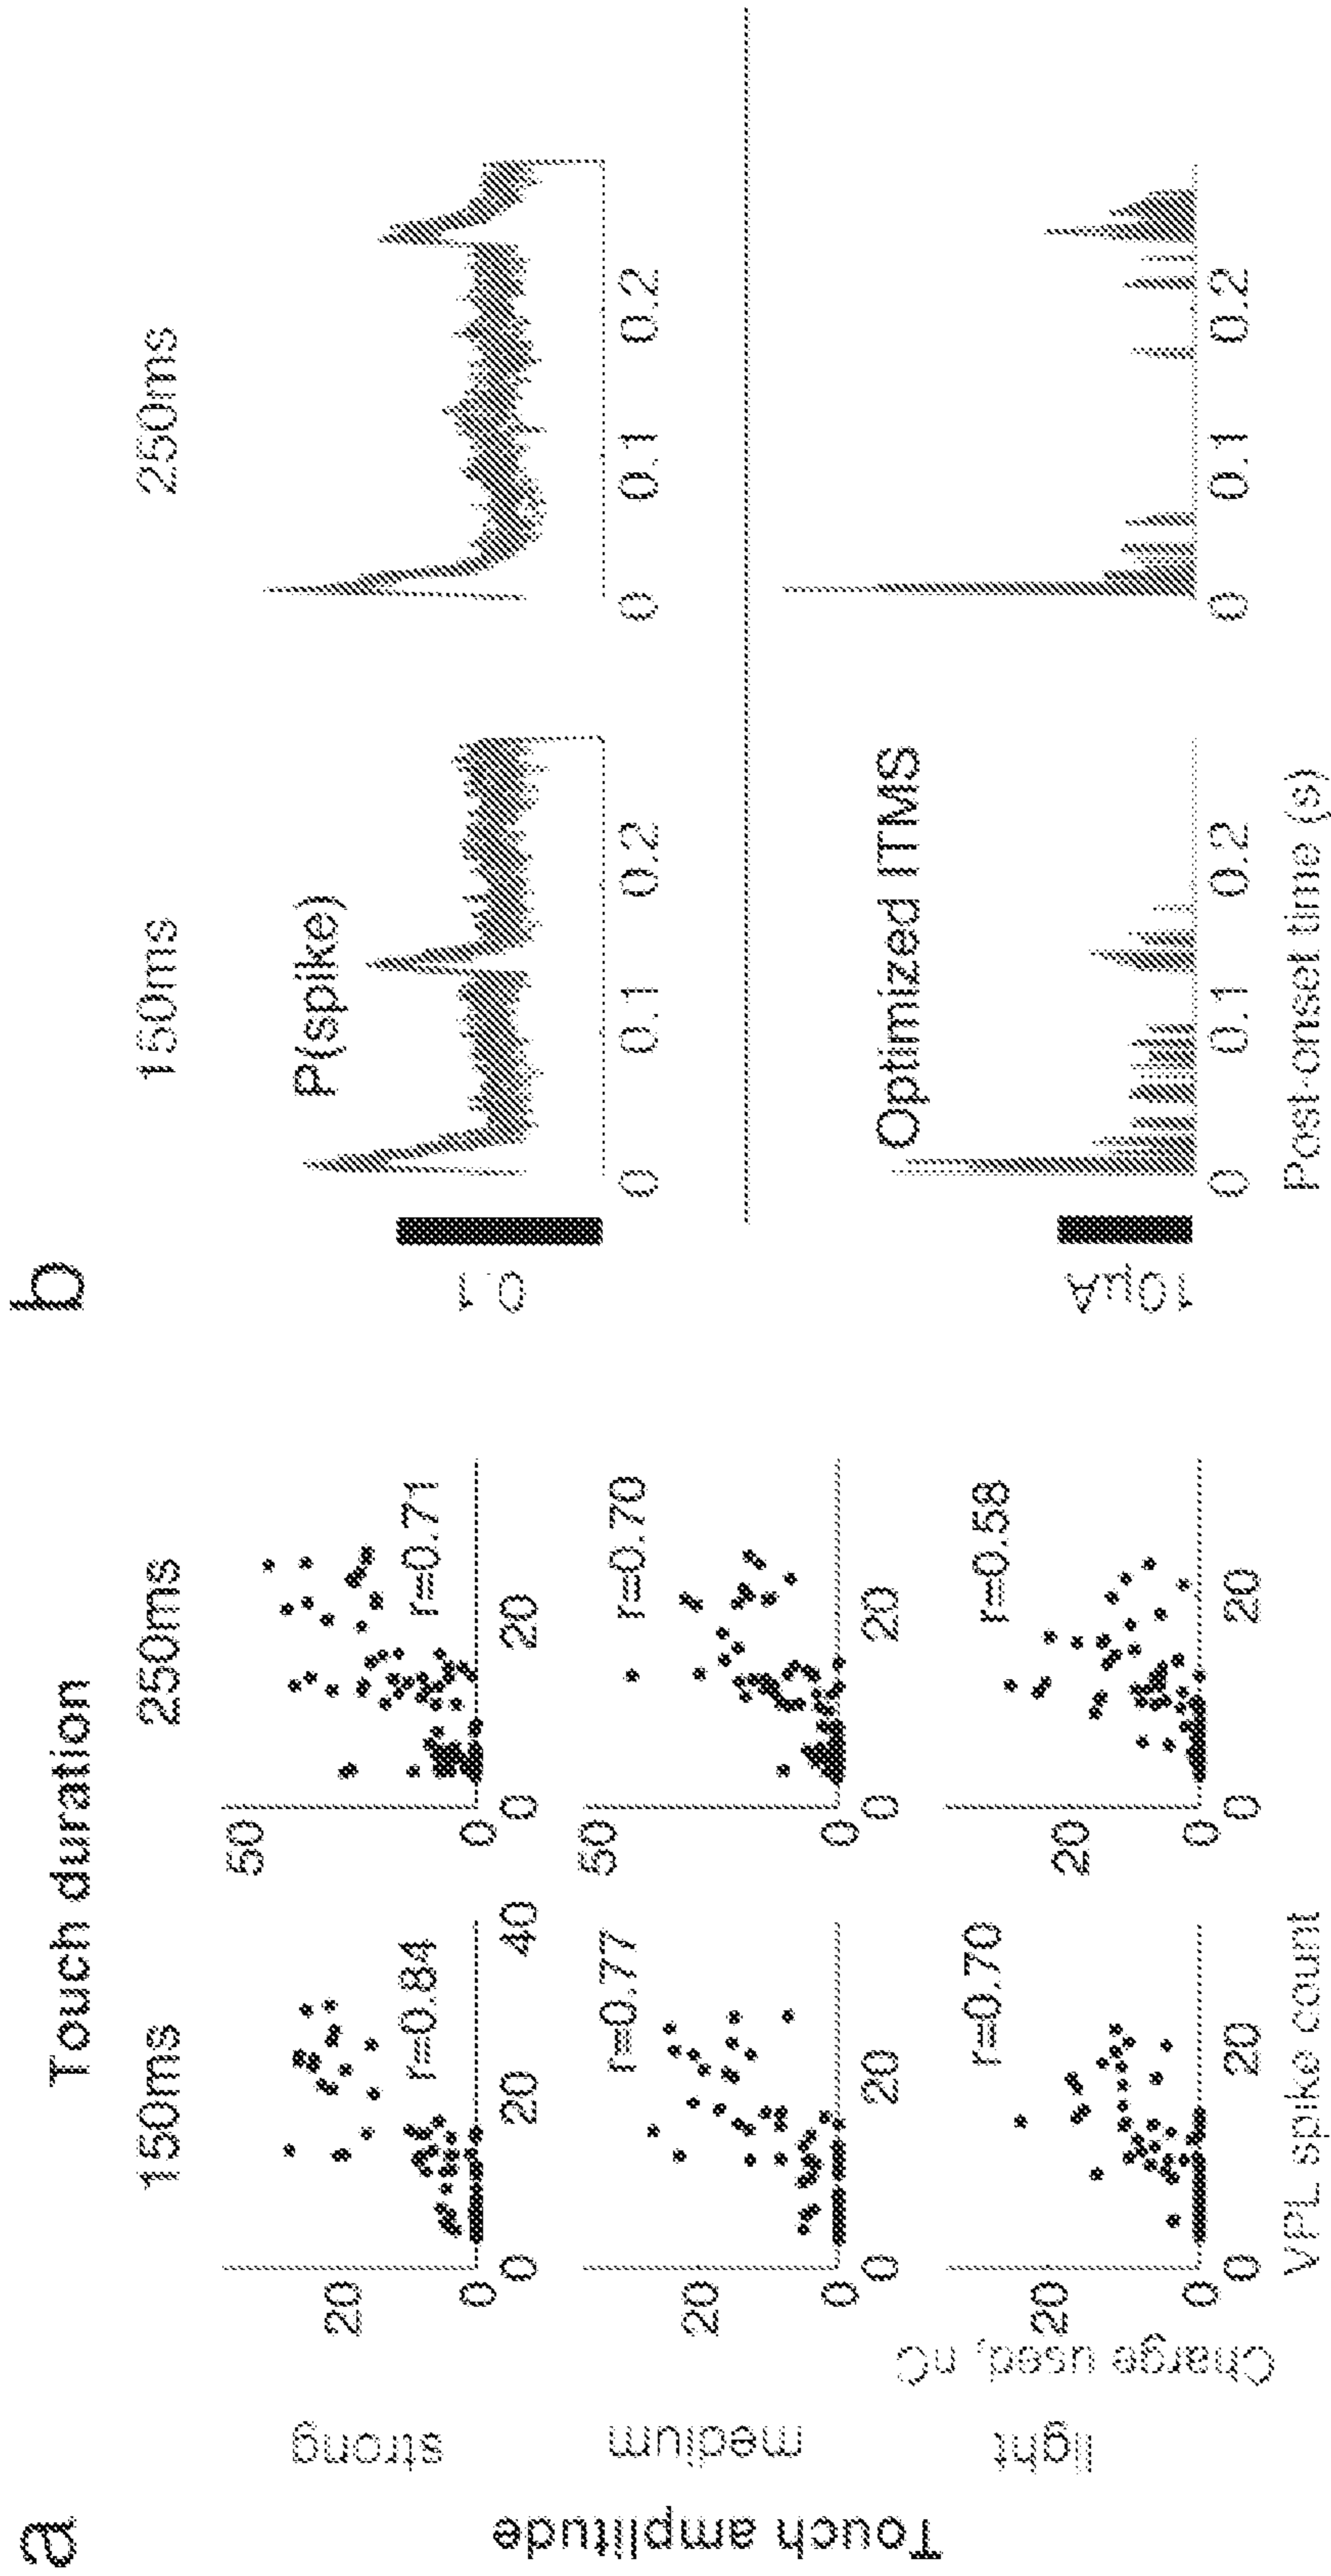 a
Touch duration
150ms
250ms
Touch amplitude
strong
20
0
0
20
40
r=0.84
50
0
0
20
r=0.71
medium
20
0
0
20
r=0.77
50
0
0
20
r=0.70
light
Charge used, nC
20
0
0
20
r=0.70
20
0
0
20
r=0.58
VPL spike count
b
150ms
250ms
P(spike)
0.1
0
0.1
0.2
0
0.1
0.2
Optimized ITMS
10µA
0
0.1
0.2
0
0.1
0.2
Post-onset time (s)